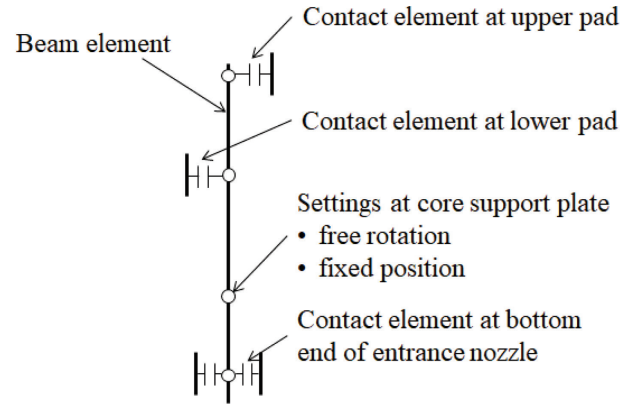 Contact element at upper pad
Beam element
Contact element at lower pad
Settings at core support plate
• free rotation
• fixed position
Contact element at bottom
end of entrance nozzle